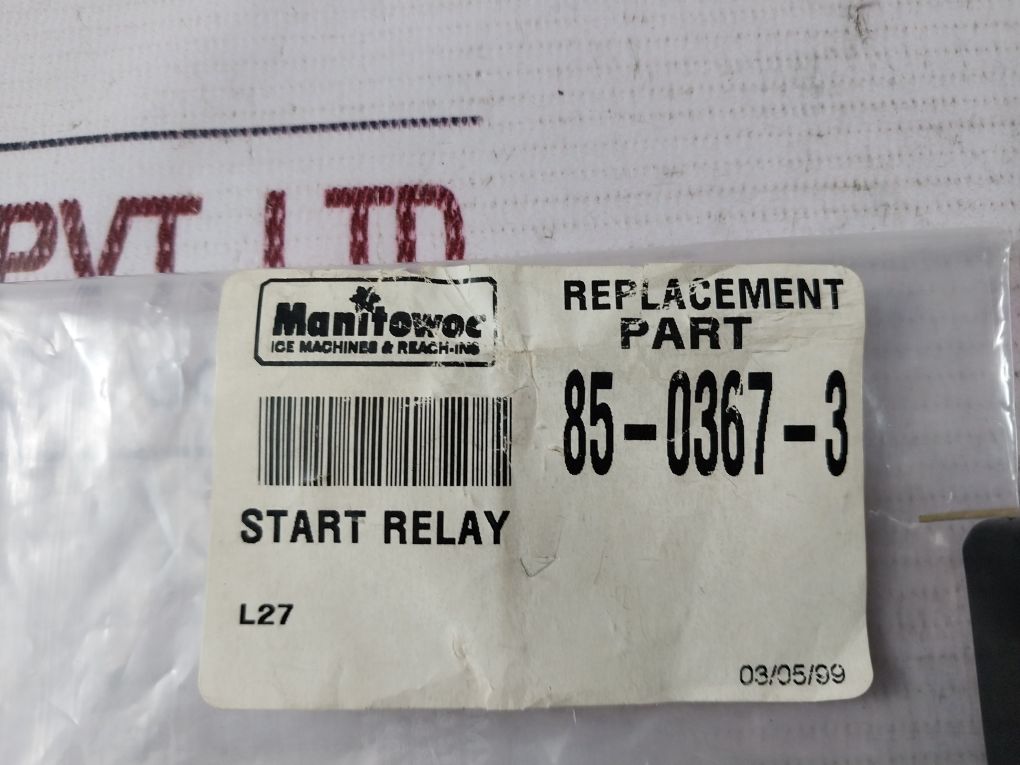 PVT. LTD
Manitowoc
ICE MACHINES & REACH-INS
REPLACEMENT
PART
85-0367-3
START RELAY
L27
03/05/99